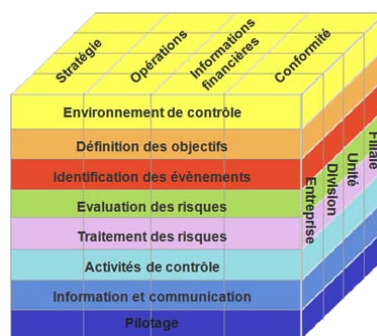 Stratégie
Opérations
Informations
financières
Conformité
Environnement de contrôle
Définition des objectifs
Identification des évènements
Evaluation des risques
Traitement des risques
Activités de contrôle
Information et communication
Pilotage
Entreprise
Division
Unité
Filiale